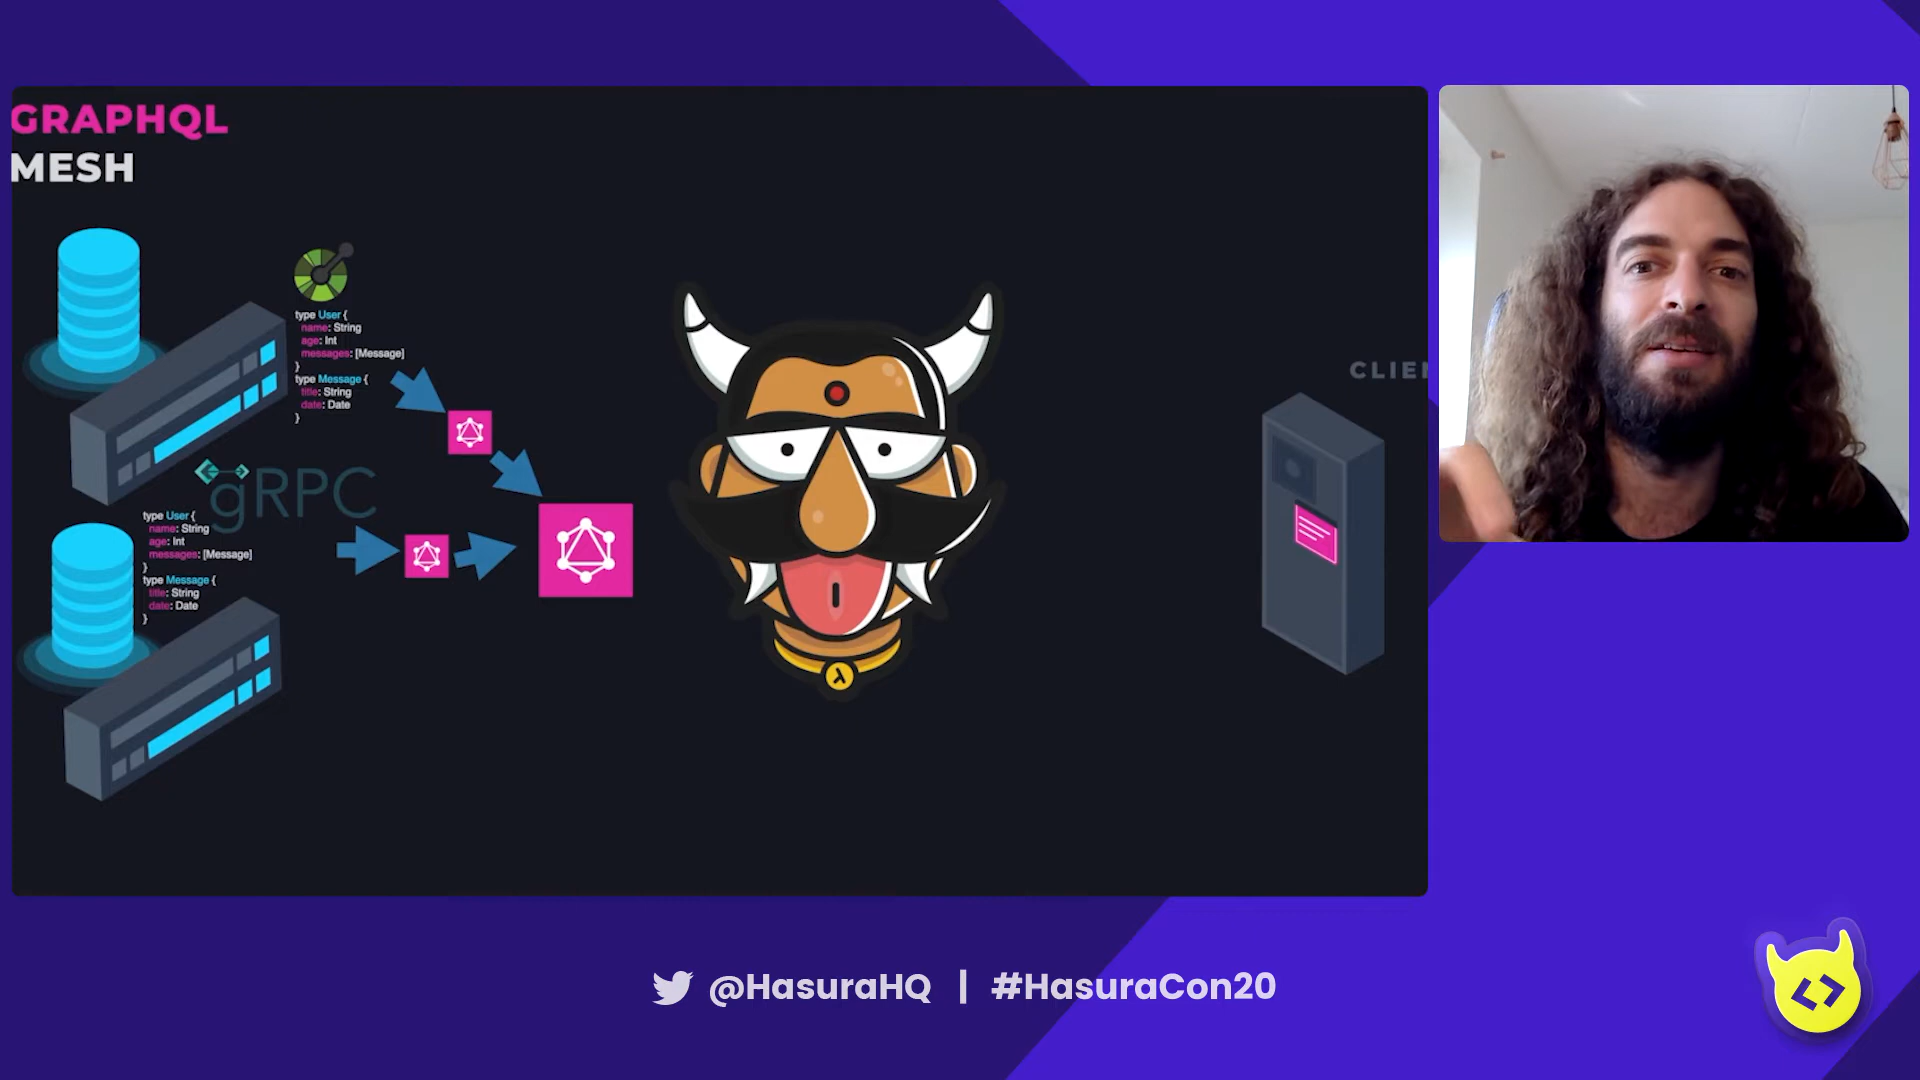 GRAPHQL
MESH
type User {
name: String
age: Int
messages: [Message]
}
type Message {
title: String
date: Date
}
gRPC
type User {
name: String
age: Int
messages: [Message]
}
type Message {
title: String
date: Date
}
CLIEN
λ
@HasuraHQ | #HasuraCon20